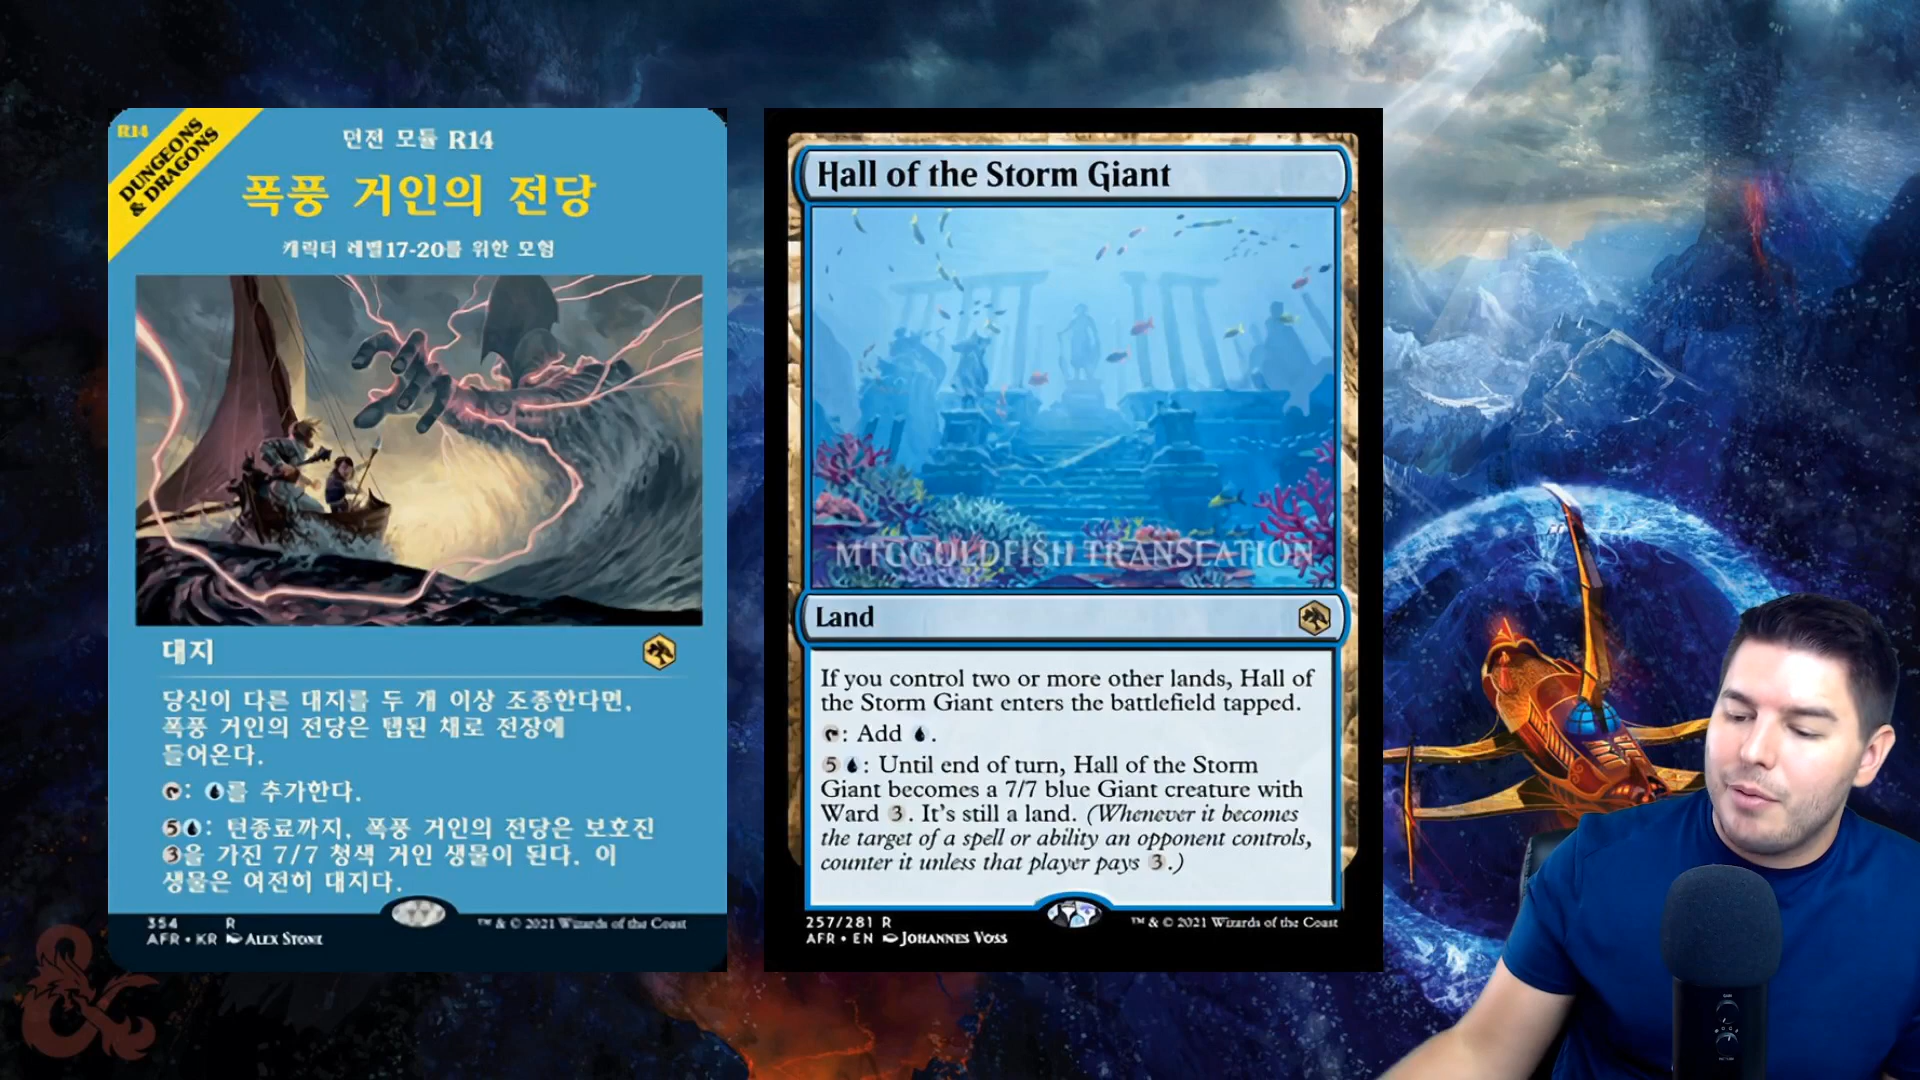 R14
DUNGEONS
& DRAGONS
던전 모듈 R14
폭풍 거인의 전당
캐릭터 레벨17-20를 위한 모험
대지
당신이 다른 대지를 두 개 이상 조종한다면,
폭풍 거인의 전당은 탭된 채로 전장에
들어온다.
: 를 추가한다.
5: 턴종료까지, 폭풍 거인의 전당은 보호진
3을 가진 7/7 청색 거인 생물이 된다. 이
생물은 여전히 대지다.
354 R
AFR • KR ALEX STONE
™ & © 2021 Wizards of the Coast
Hall of the Storm Giant
MTGGOLDFISH TRANSLATION
Land
If you control two or more other lands, Hall of
the Storm Giant enters the battlefield tapped.
: Add .
5: Until end of turn, Hall of the Storm
Giant becomes a 7/7 blue Giant creature with
Ward 3. It's still a land. (Whenever it becomes
the target of a spell or ability an opponent controls,
counter it unless that player pays 3.)
257/281 R
AFR • EN JOHANNES VOSS
™ & © 2021 Wizards of the Coast